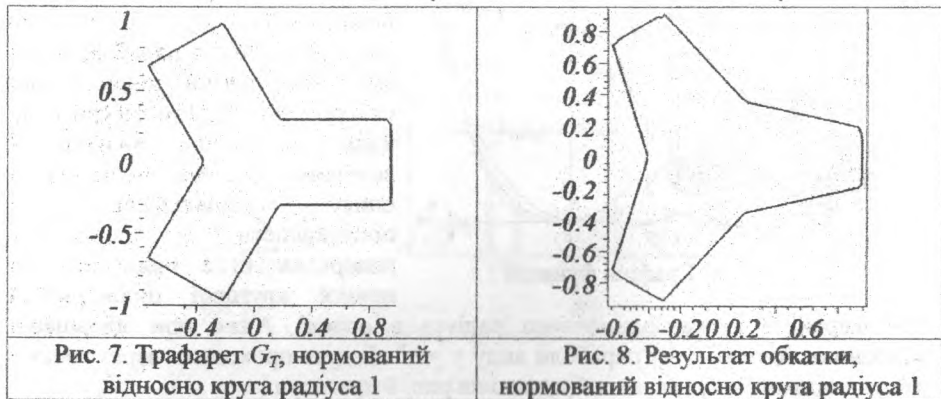 1
0.5
0
-0.5
-1
-0.4 0 0.4 0.8
Рис. 7. Трафарет G_T, нормований
відносно круга радіуса 1
0.8
0.6
0.4
0.2
0
-0.2
-0.4
-0.6
-0.8
-0.6 -0.2 0 0.2 0.6
Рис. 8. Результат обкатки,
нормований відносно круга радіуса 1